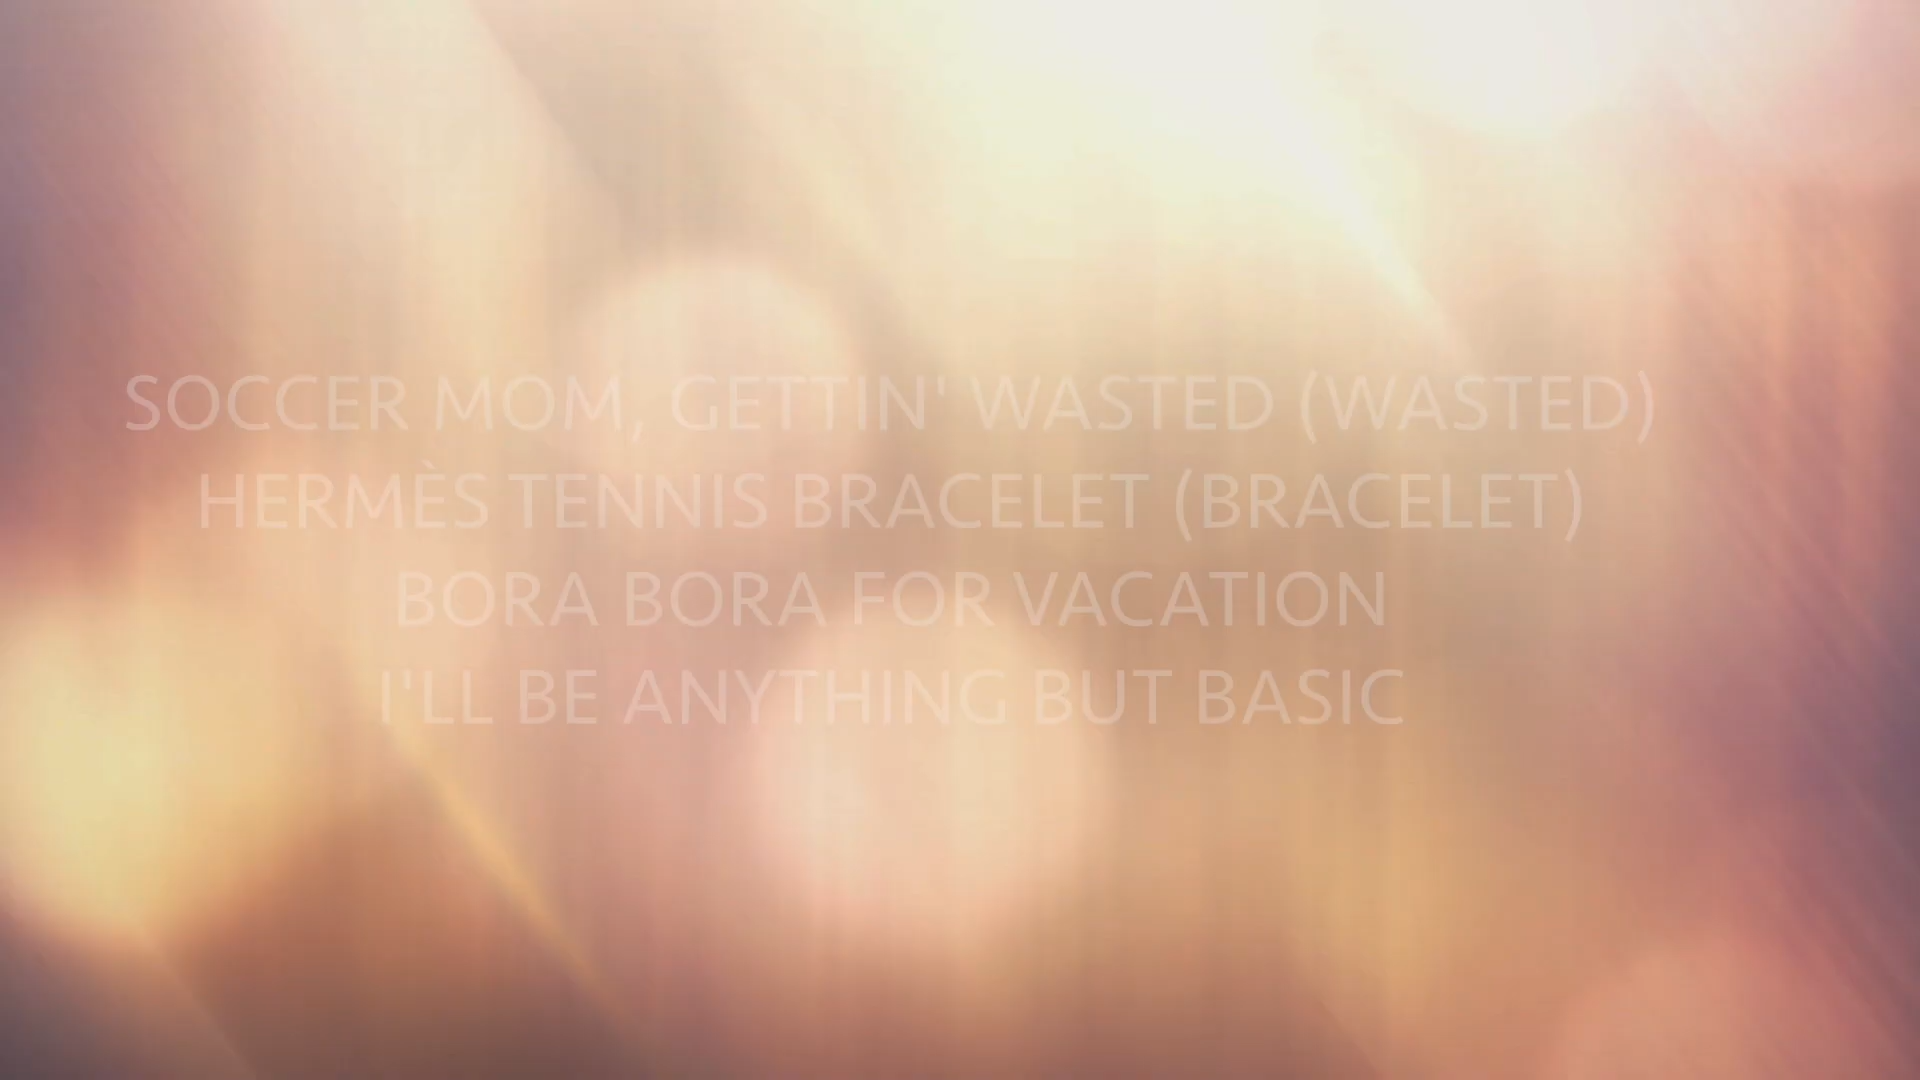 SOCCER MOM, GETTIN' WASTED (WASTED)
HERMÈS TENNIS BRACELET (BRACELET)
BORA BORA FOR VACATION
I'LL BE ANYTHING BUT BASIC